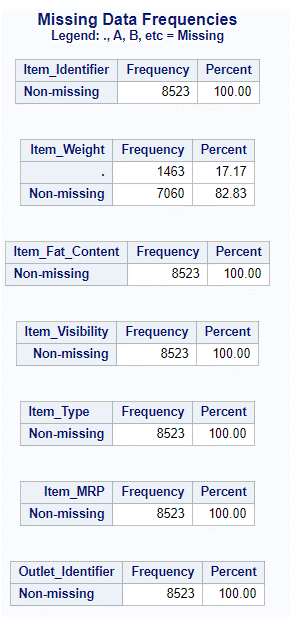 Missing Data Frequencies
Legend: ., A, B, etc = Missing
Item_Identifier Frequency Percent
Non-missing 8523 100.00
Item_Weight Frequency Percent
. 1463 17.17
Non-missing 7060 82.83
Item_Fat_Content Frequency Percent
Non-missing 8523 100.00
Item_Visibility Frequency Percent
Non-missing 8523 100.00
Item_Type Frequency Percent
Non-missing 8523 100.00
Item_MRP Frequency Percent
Non-missing 8523 100.00
Outlet_Identifier Frequency Percent
Non-missing 8523 100.00